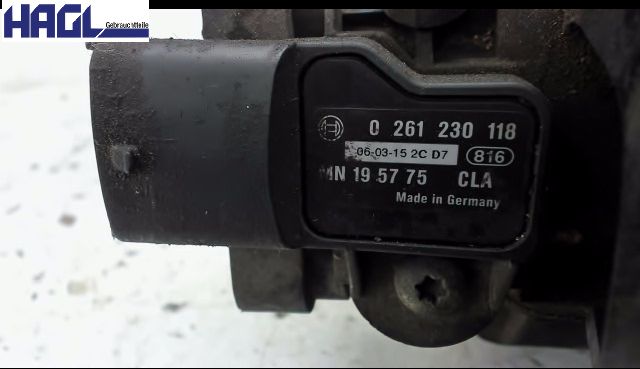 HAGL
Gebrauchtteile
0 261 230 118
06-03-15 2C D7 816
MN 19 57 75 CLA
Made in Germany